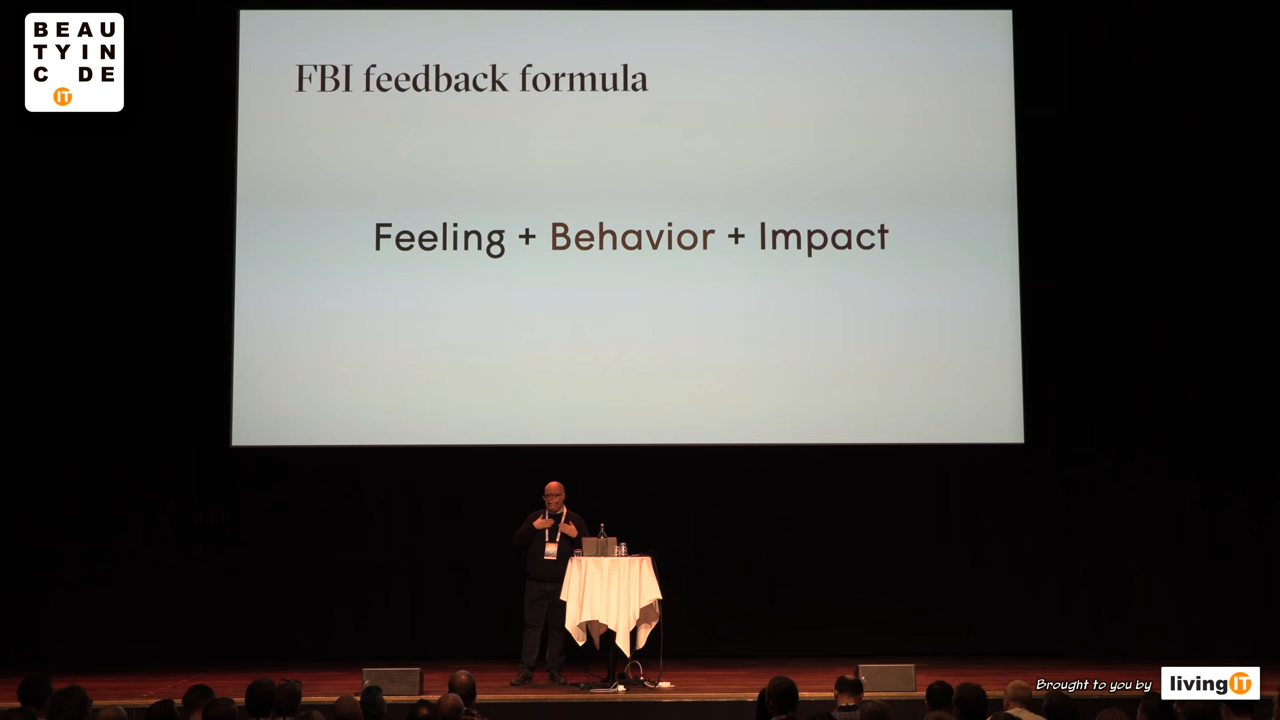 BEAU
TYIN
C DE
IT
FBI feedback formula
Feeling + Behavior + Impact
Brought to you by
livingIT